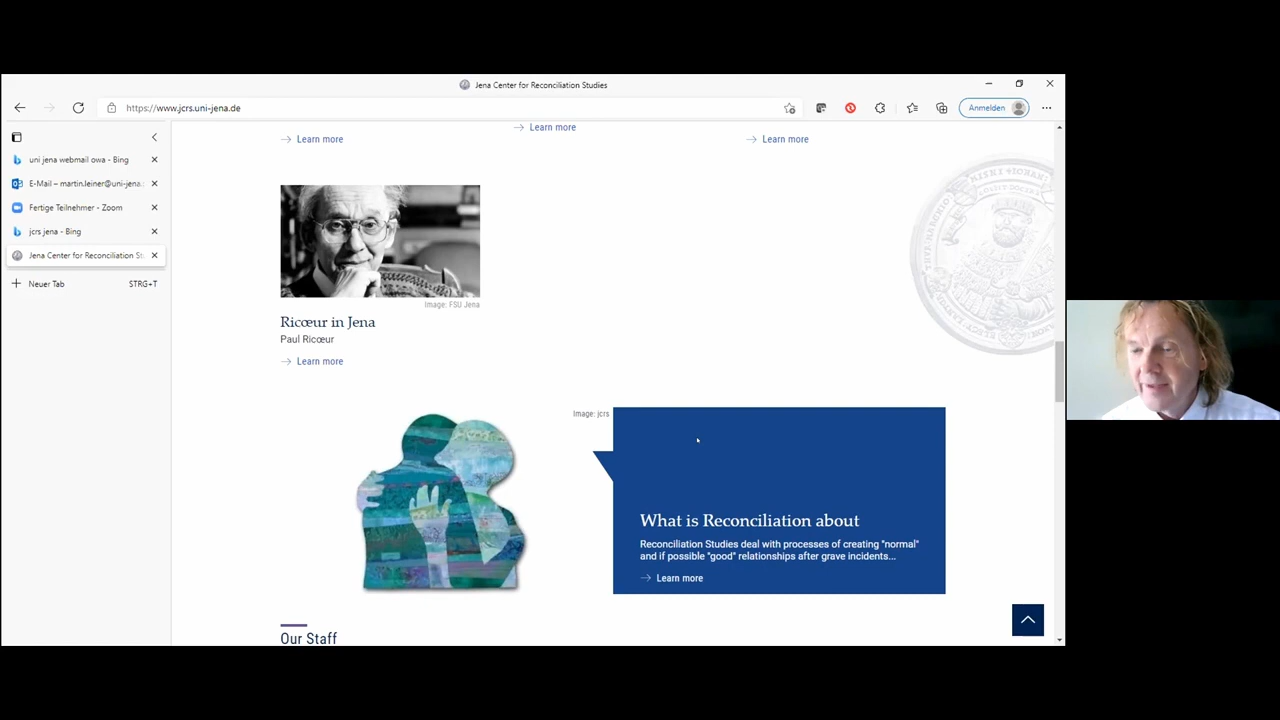 Jena Center for Reconciliation Studies
https://www.jcrs.uni-jena.de
Anmelden
uni jena webmail owa - Bing
E-Mail – martin.leiner@uni-jena.
Fertige Teilnehmer - Zoom
jcrs jena - Bing
Jena Center for Reconciliation St
Neuer Tab STRG+T
Learn more
Learn more
Learn more
Image: FSU Jena
Ricœur in Jena
Paul Ricœur
Learn more
Image: jcrs
What is Reconciliation about
Reconciliation Studies deal with processes of creating "normal"
and if possible "good" relationships after grave incidents...
Learn more
Our Staff